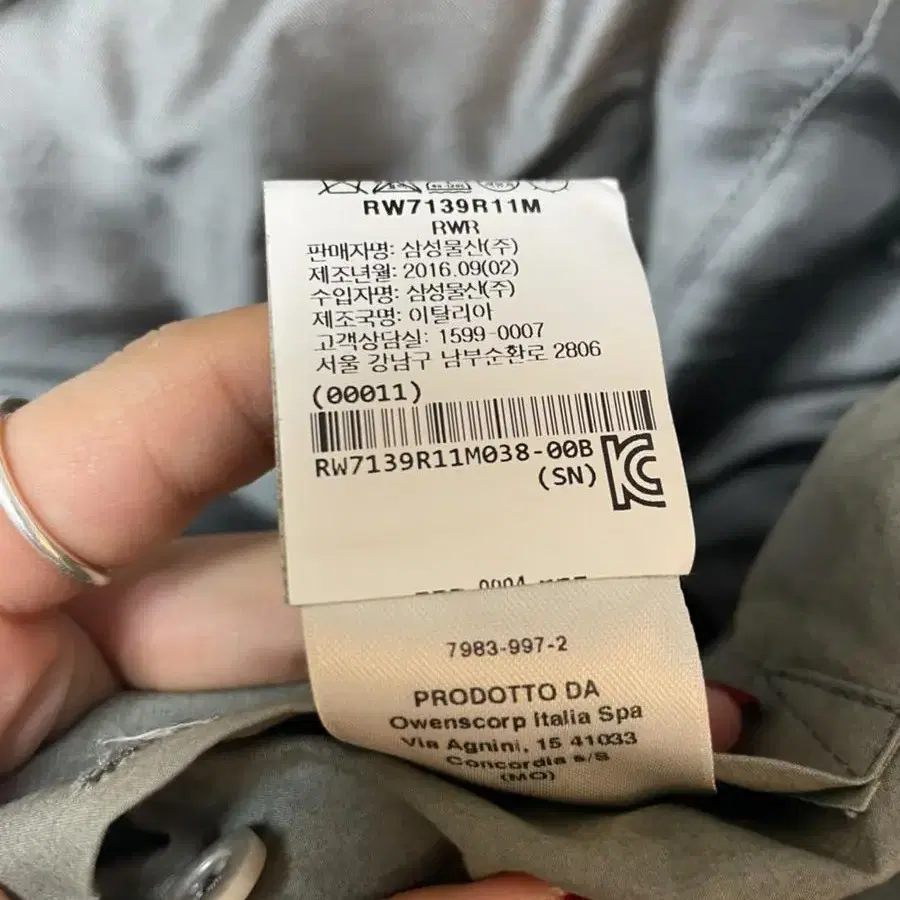 RW7139R11M
RWR
판매자명: 삼성물산(주)
제조년월: 2016.09(02)
수입자명: 삼성물산(주)
제조국명: 이탈리아
고객상담실: 1599-0007
서울 강남구 남부순환로 2806
(00011)
RW7139R11M038-00B
(SN)
7983-997-2
PRODOTTO DA
Owenscorp Italia Spa
Via Agnini, 15 41033
Concordia s/S
(MO)